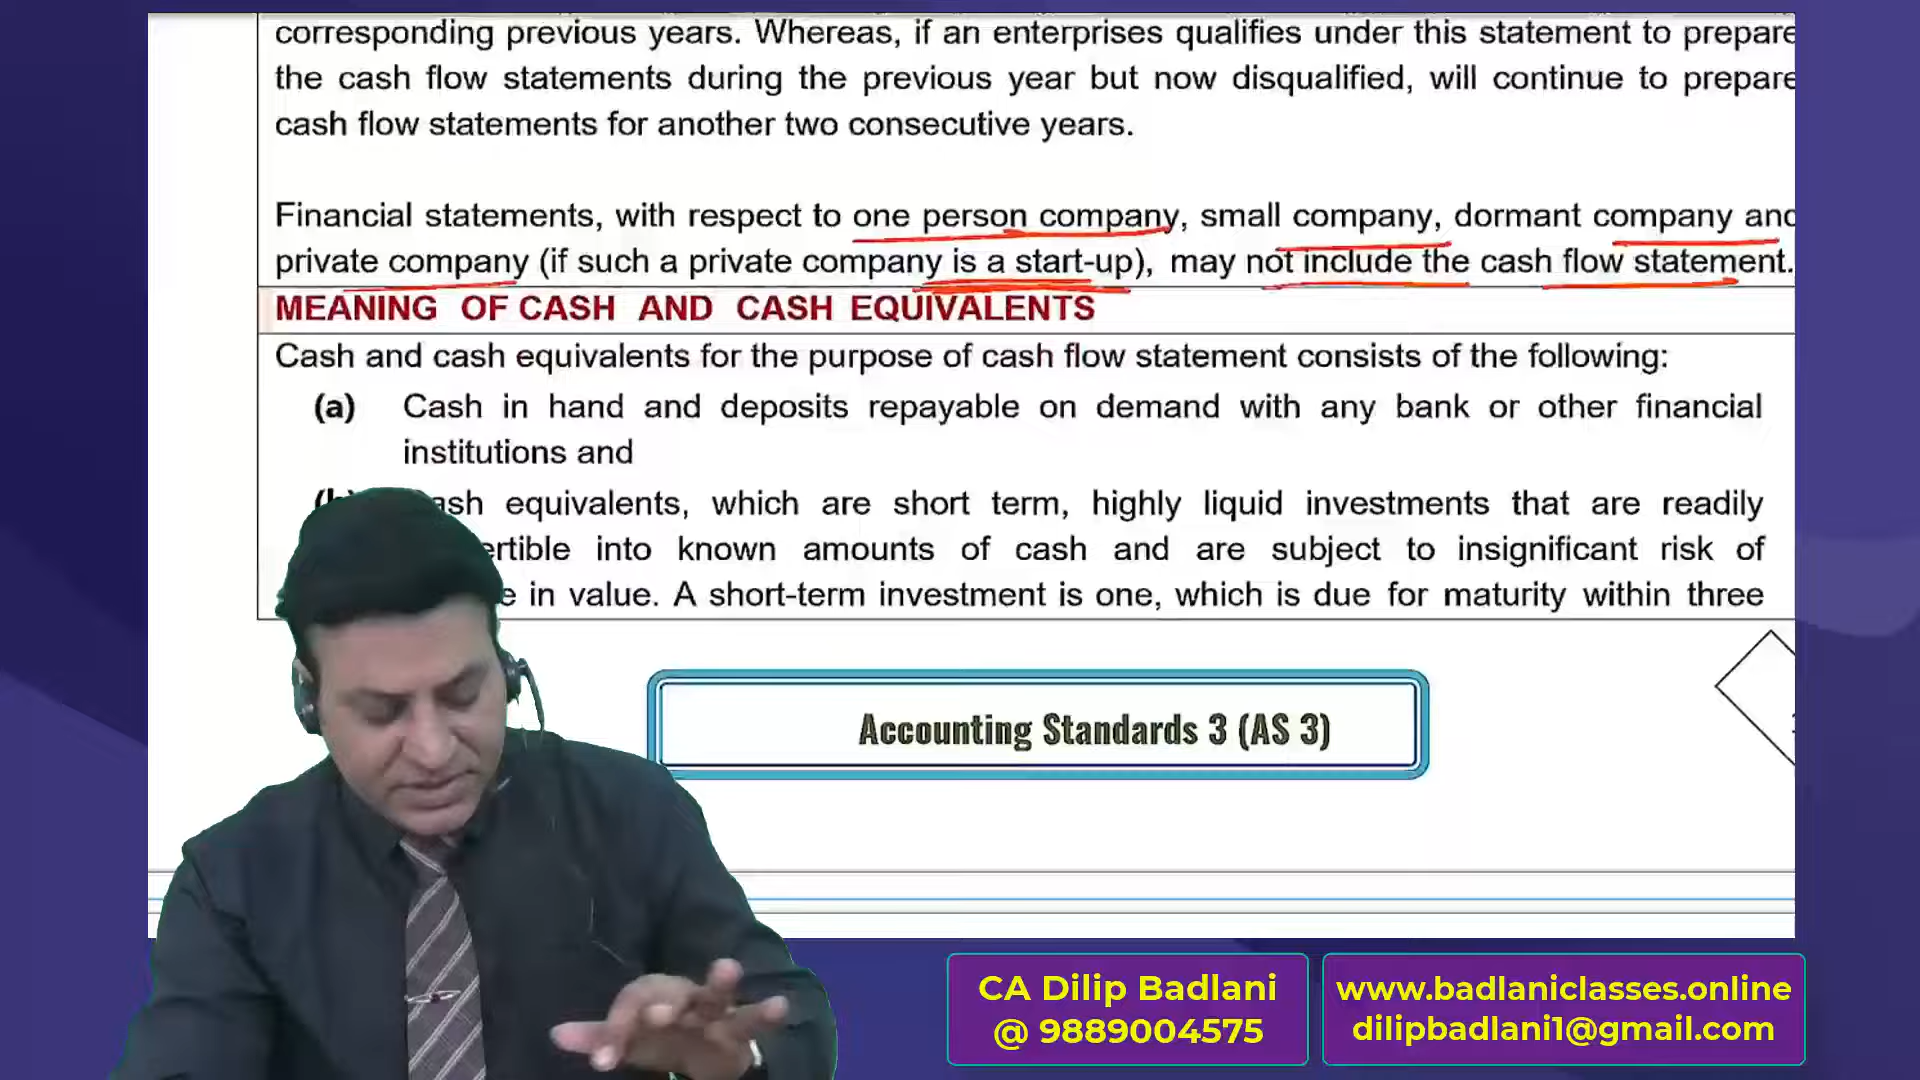 corresponding previous years. Whereas, if an enterprises qualifies under this statement to prepare
the cash flow statements during the previous year but now disqualified, will continue to prepare
cash flow statements for another two consecutive years.
Financial statements, with respect to one person company, small company, dormant company and
private company (if such a private company is a start-up), may not include the cash flow statement.
MEANING OF CASH AND CASH EQUIVALENTS
Cash and cash equivalents for the purpose of cash flow statement consists of the following:
(a) Cash in hand and deposits repayable on demand with any bank or other financial
institutions and
equivalents, which are short term, highly liquid investments that are readily
into known amounts of cash and are subject to insignificant risk of
in value. A short-term investment is one, which is due for maturity within three
Accounting Standards 3 (AS 3)
CA Dilip Badlani
@ 9889004575
www.badlaniclasses.online
dilipbadlani1@gmail.com